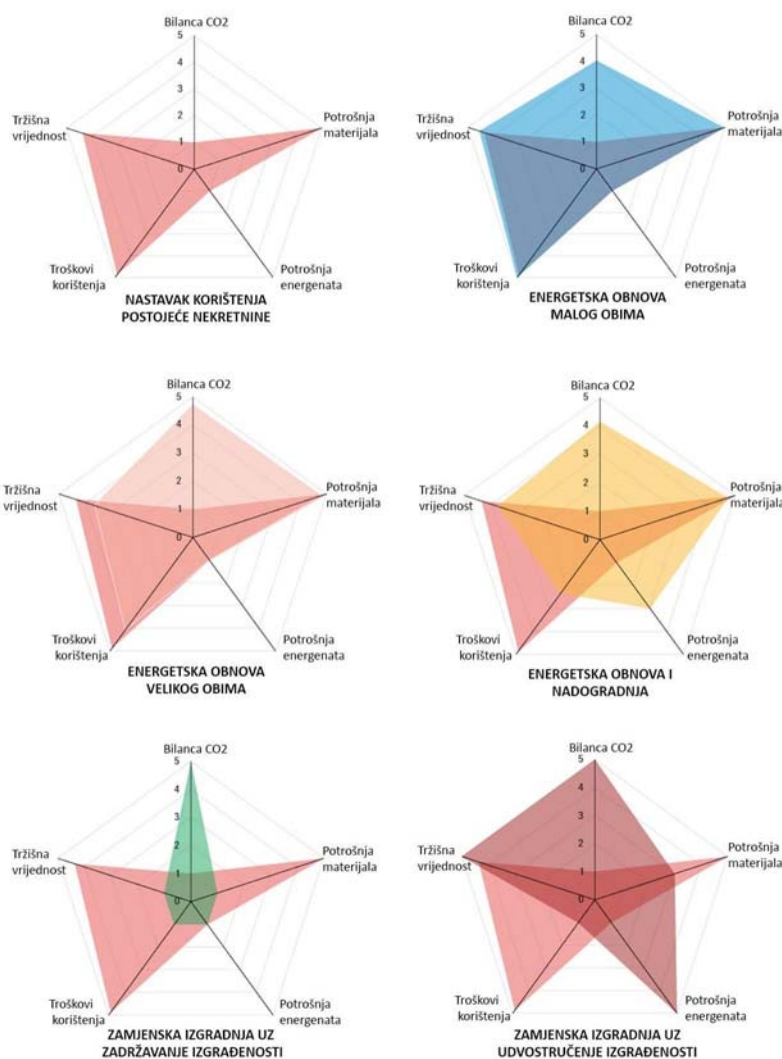 Bilanca CO2
5
4
3
2
1
0
Tržišna
vrijednost
Potrošnja
materijala
Troškovi
korištenja
Potrošnja
energenata
NASTAVAK KORIŠTENJA
POSTOJEĆE NEKRETNINE
Bilanca CO2
5
4
3
2
1
0
Tržišna
vrijednost
Potrošnja
materijala
Troškovi
korištenja
Potrošnja
energenata
ENERGETSKA OBNOVA
MALOG OBIMA
Bilanca CO2
5
4
3
2
1
0
Tržišna
vrijednost
Potrošnja
materijala
Troškovi
korištenja
Potrošnja
energenata
ENERGETSKA OBNOVA
VELIKOG OBIMA
Bilanca CO2
5
4
3
2
1
0
Tržišna
vrijednost
Potrošnja
materijala
Troškovi
korištenja
Potrošnja
energenata
ENERGETSKA OBNOVA I
NADOGRADNJA
Bilanca CO2
5
4
3
2
1
0
Tržišna
vrijednost
Potrošnja
materijala
Troškovi
korištenja
Potrošnja
energenata
ZAMJENSKA IZGRADNJA UZ
ZADRŽAVANJE IZGRAĐENOSTI
Bilanca CO2
5
4
3
2
1
0
Tržišna
vrijednost
Potrošnja
materijala
Troškovi
korištenja
Potrošnja
energenata
ZAMJENSKA IZGRADNJA UZ
UDVOSTRUČENJE IZGRAĐENOSTI